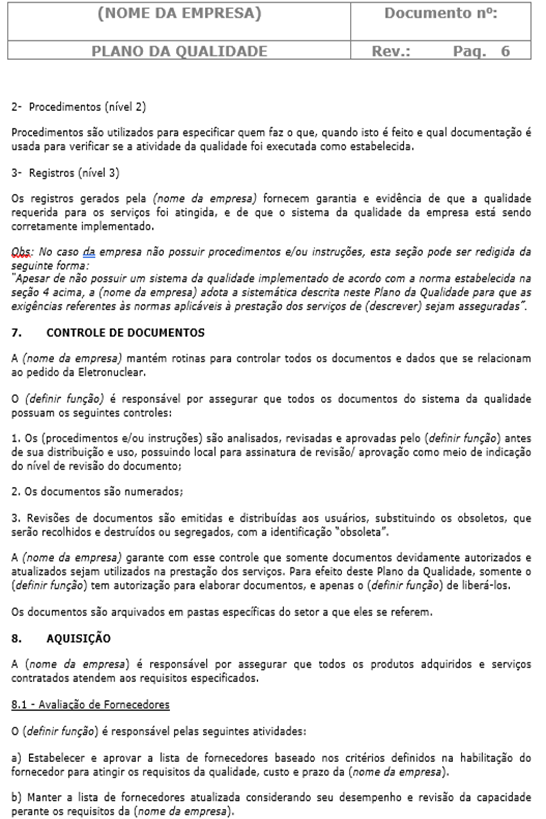 (NOME DA EMPRESA)
Documento nº:
PLANO DA QUALIDADE
Rev.: Pag. 6
2- Procedimentos (nível 2)
Procedimentos são utilizados para especificar quem faz o que, quando isto é feito e qual documentação é
usada para verificar se a atividade da qualidade foi executada como estabelecida.
3- Registros (nível 3)
Os registros gerados pela (nome da empresa) fornecem garantia e evidência de que a qualidade
requerida para os serviços foi atingida, e de que o sistema da qualidade da empresa está sendo
corretamente implementado.
Obs: No caso da empresa não possuir procedimentos e/ou instruções, esta seção pode ser redigida da
seguinte forma:
"Apesar de não possuir um sistema da qualidade implementado de acordo com a norma estabelecida na
seção 4 acima, a (nome da empresa) adota a sistemática descrita neste Plano da Qualidade para que as
exigências referentes às normas aplicáveis à prestação dos serviços de (descrever) sejam asseguradas".
7. CONTROLE DE DOCUMENTOS
A (nome da empresa) mantém rotinas para controlar todos os documentos e dados que se relacionam
ao pedido da Eletronuclear.
O (definir função) é responsável por assegurar que todos os documentos do sistema da qualidade
possuam os seguintes controles:
1. Os (procedimentos e/ou instruções) são analisados, revisadas e aprovadas pelo (definir função) antes
de sua distribuição e uso, possuindo local para assinatura de revisão/ aprovação como meio de indicação
do nível de revisão do documento;
2. Os documentos são numerados;
3. Revisões de documentos são emitidas e distribuídas aos usuários, substituindo os obsoletos, que
serão recolhidos e destruídos ou segregados, com a identificação "obsoleta".
A (nome da empresa) garante com esse controle que somente documentos devidamente autorizados e
atualizados sejam utilizados na prestação dos serviços. Para efeito deste Plano da Qualidade, somente o
(definir função) tem autorização para elaborar documentos, e apenas o (definir função) de liberá-los.
Os documentos são arquivados em pastas específicas do setor a que eles se referem.
8. AQUISIÇÃO
A (nome da empresa) é responsável por assegurar que todos os produtos adquiridos e serviços
contratados atendem aos requisitos especificados.
8.1 - Avaliação de Fornecedores
O (definir função) é responsável pelas seguintes atividades:
a) Estabelecer e aprovar a lista de fornecedores baseado nos critérios definidos na habilitação do
fornecedor para atingir os requisitos da qualidade, custo e prazo da (nome da empresa).
b) Manter a lista de fornecedores atualizada considerando seu desempenho e revisão da capacidade
perante os requisitos da (nome da empresa).